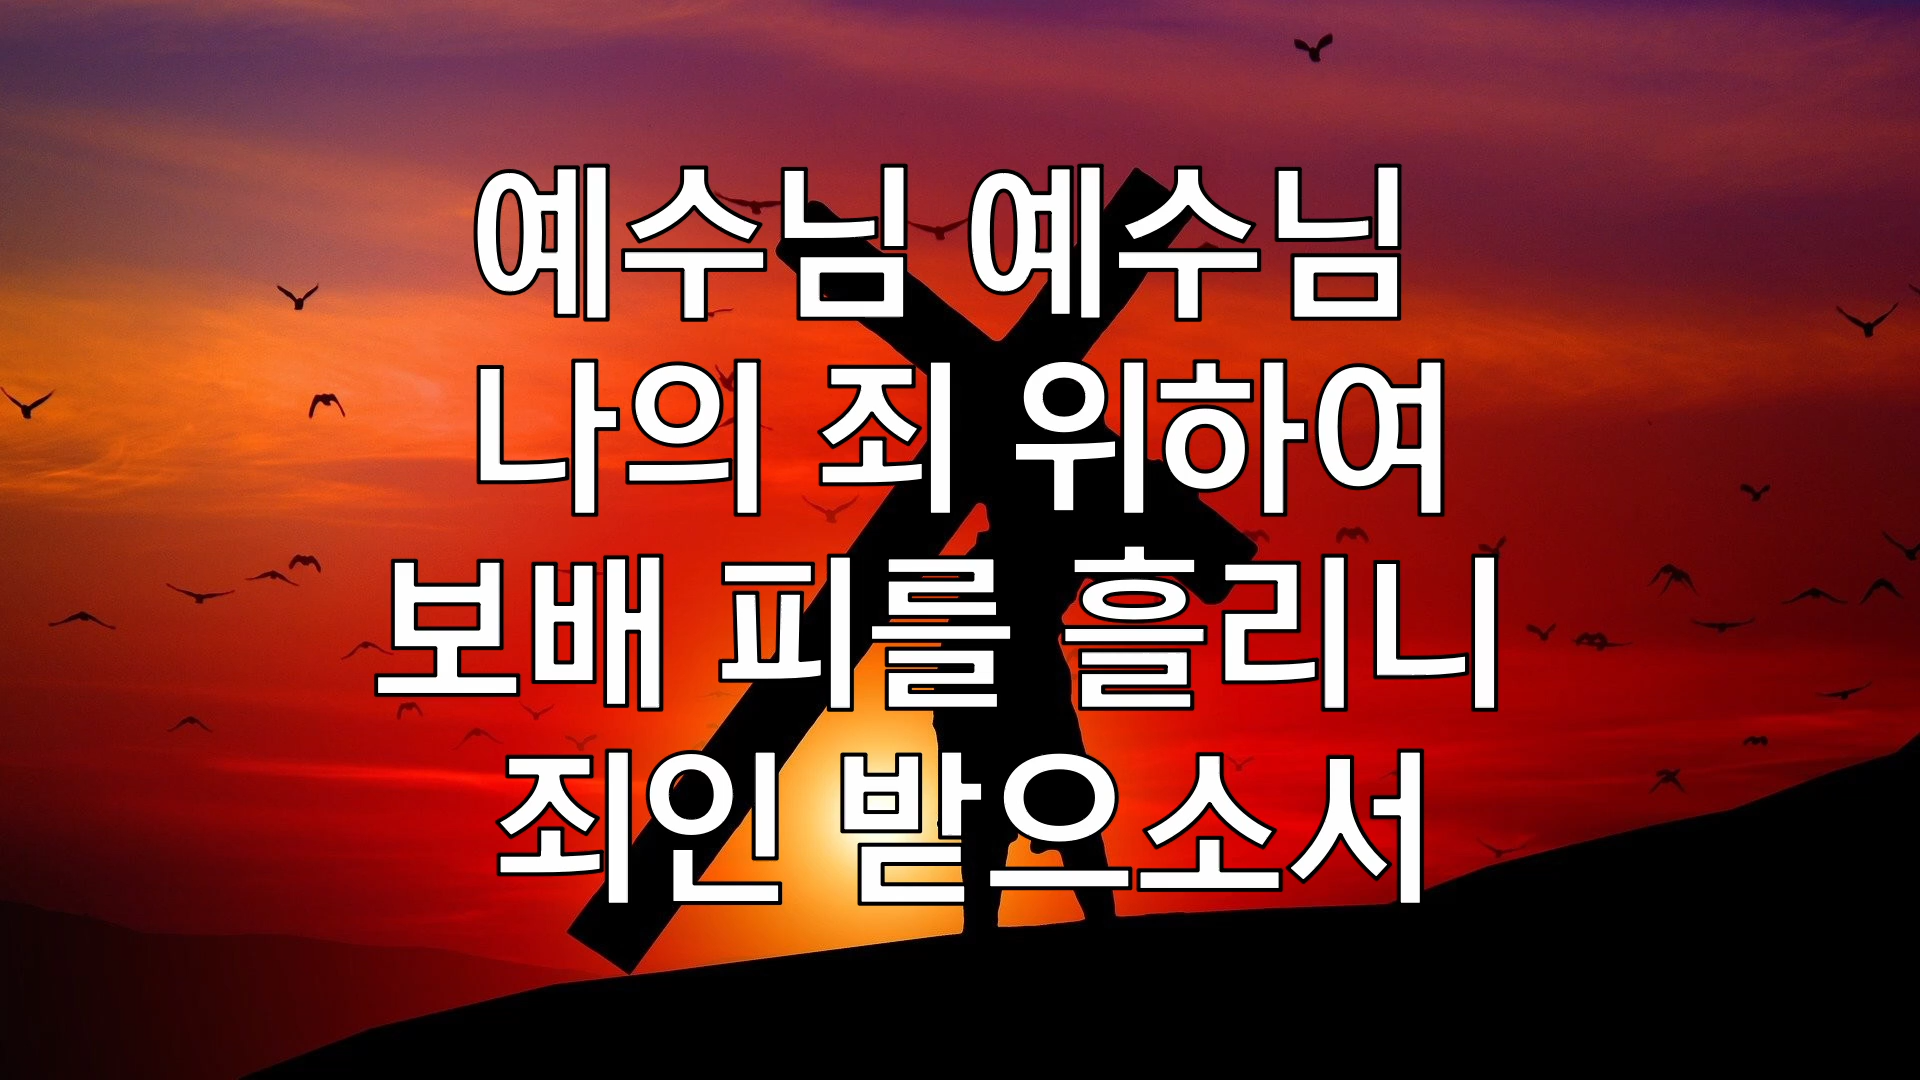 예수님 예수님
나의 죄 위하여
보배 피를 흘리니
죄인 받으소서